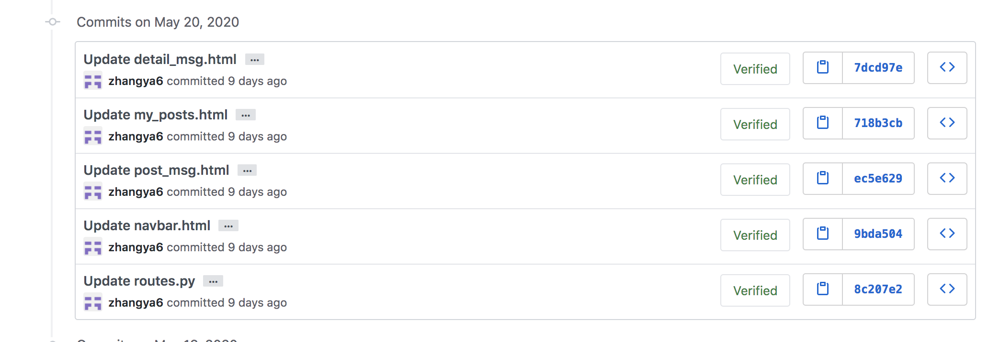 Commits on May 20, 2020
Update detail_msg.html ...
zhangya6 committed 9 days ago
Verified
7dcd97e
Update my_posts.html ...
zhangya6 committed 9 days ago
Verified
718b3cb
Update post_msg.html ...
zhangya6 committed 9 days ago
Verified
ec5e629
Update navbar.html ...
zhangya6 committed 9 days ago
Verified
9bda504
Update routes.py ...
zhangya6 committed 9 days ago
Verified
8c207e2